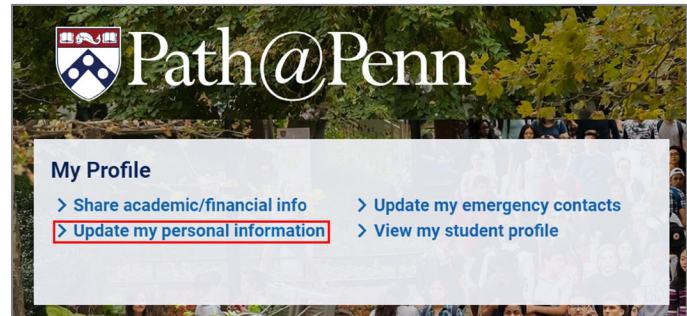 Path@Penn
My Profile
> Share academic/financial info
> Update my personal information
> Update my emergency contacts
> View my student profile